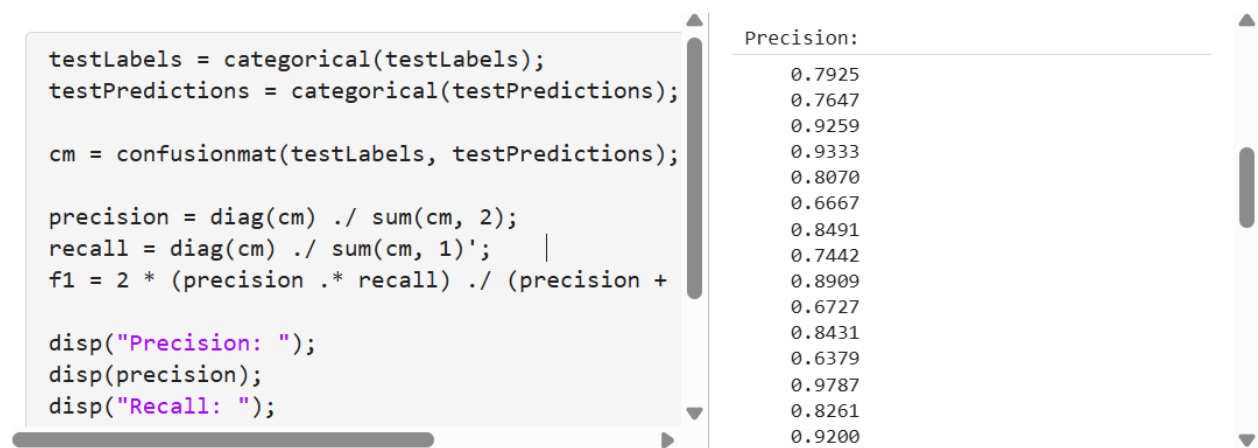 testLabels = categorical(testLabels);
testPredictions = categorical(testPredictions);
cm = confusionmat(testLabels, testPredictions);
precision = diag(cm) ./ sum(cm, 2);
recall = diag(cm) ./ sum(cm, 1)';
f1 = 2 * (precision .* recall) ./ (precision +
disp("Precision: ");
disp(precision);
disp("Recall: ");
Precision:
0.7925
0.7647
0.9259
0.9333
0.8070
0.6667
0.8491
0.7442
0.8909
0.6727
0.8431
0.6379
0.9787
0.8261
0.9200